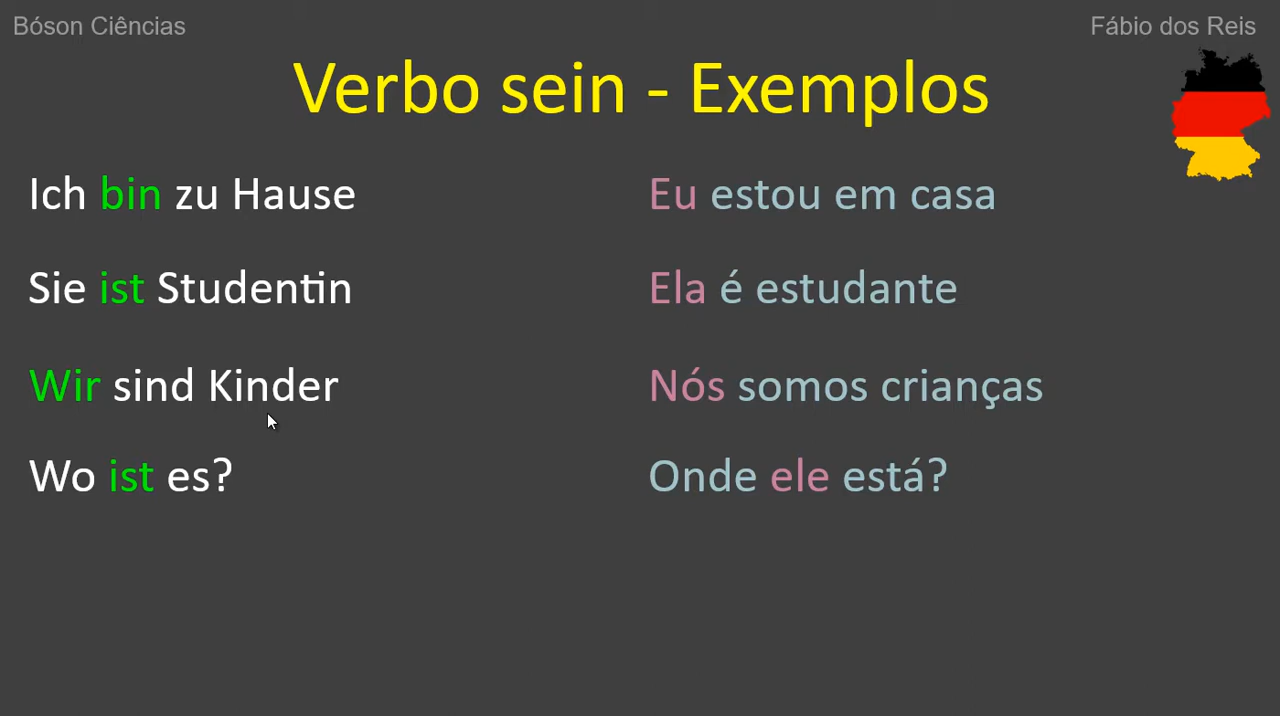 Bóson Ciências
Fábio dos Reis
Verbo sein - Exemplos
Ich bin zu Hause
Eu estou em casa
Sie ist Studentin
Ela é estudante
Wir sind Kinder
Nós somos crianças
Wo ist es?
Onde ele está?